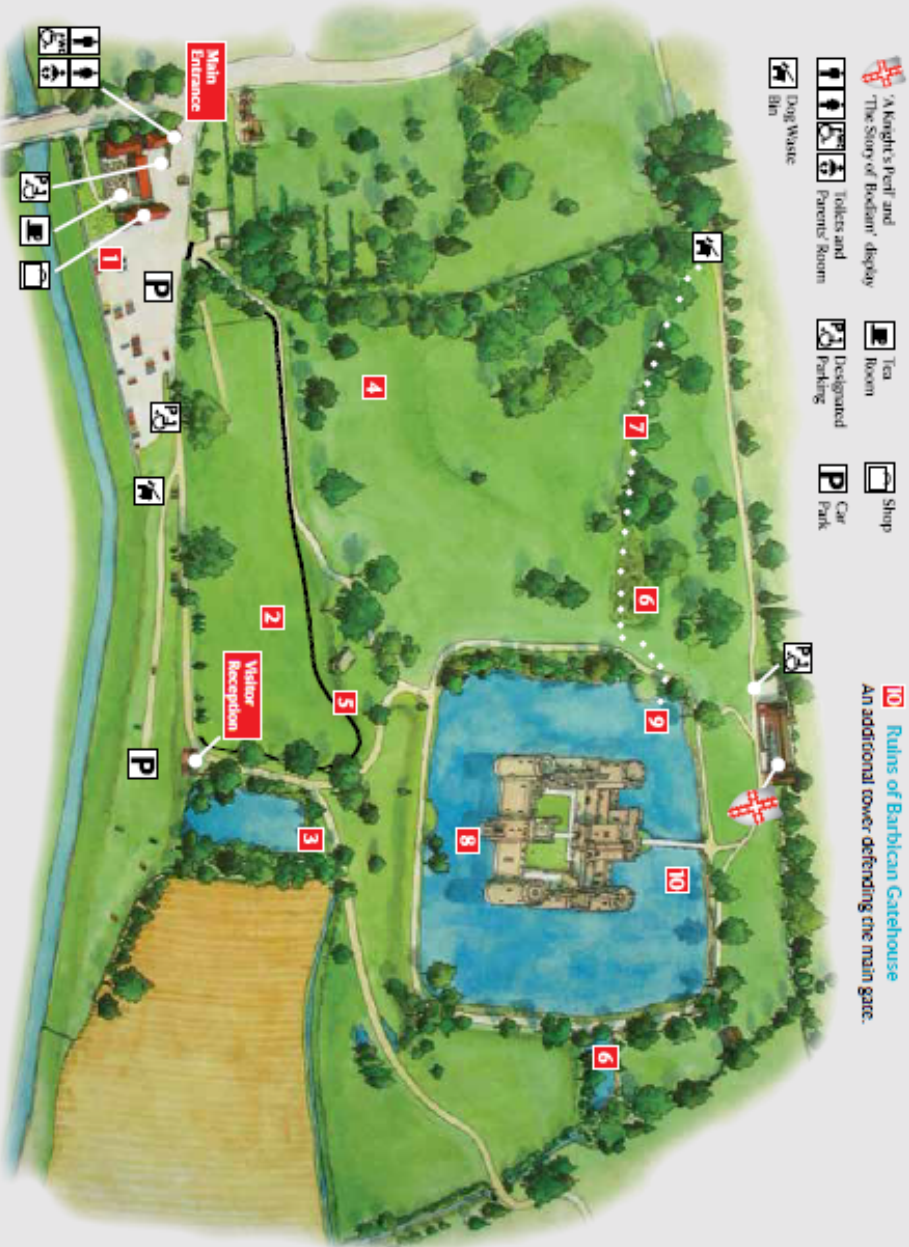 'A Knight's Peril' and
'The Story of Bodiam' display
Toilets and
Parents' Room
Dog Waste
Bin
Tea
Room
Designated
Parking
Shop
P
Car
Park
10 Ruins of Barbican Gatehouse
An additional tower defending the main gate.
Main
Entrance
WC
1
P
P
P
4
7
6
2
5
Visitor
Reception
P
3
9
8
10
P
6